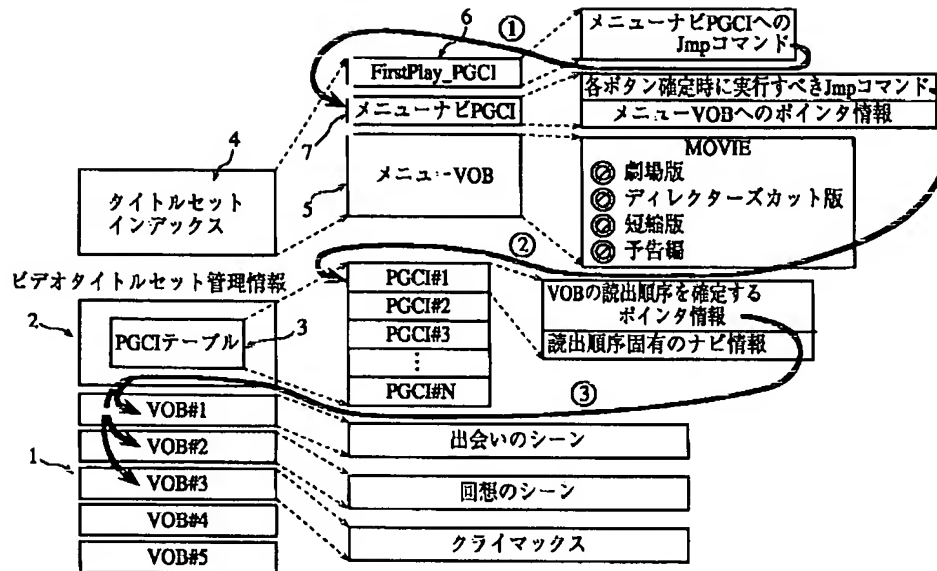 6
①
メニューナビPGCIへの
Jmpコマンド
FirstPlay_PGCI
メニューナビPGCI
7
各ボタン確定時に実行すべきJmpコマンド
メニューVOBへのポインタ情報
4
タイトルセット
インデックス
5
メニューVOB
MOVIE
劇場版
ディレクターズカット版
短縮版
予告編
②
ビデオタイトルセット管理情報
2
PGCIテーブル
3
PGCI#1
PGCI#2
PGCI#3
⋮
PGCI#N
VOBの読出順序を確定する
ポインタ情報
読出順序固有のナビ情報
③
1
VOB#1
VOB#2
VOB#3
VOB#4
VOB#5
出会いのシーン
回想のシーン
クライマックス